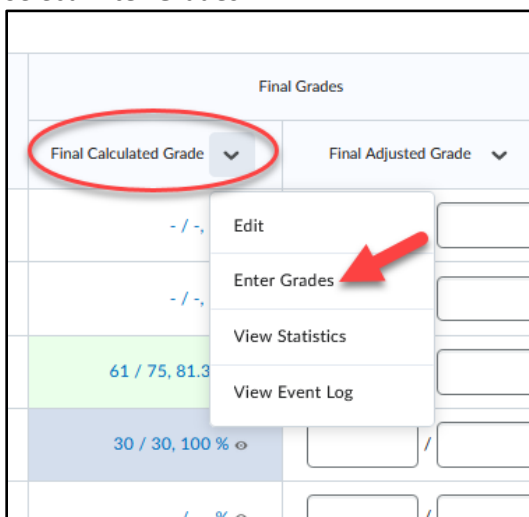 Final Grades
Final Calculated Grade
Final Adjusted Grade
- / -,
Edit
Enter Grades
- / -,
View Statistics
61 / 75, 81.3
View Event Log
30 / 30, 100 %
/